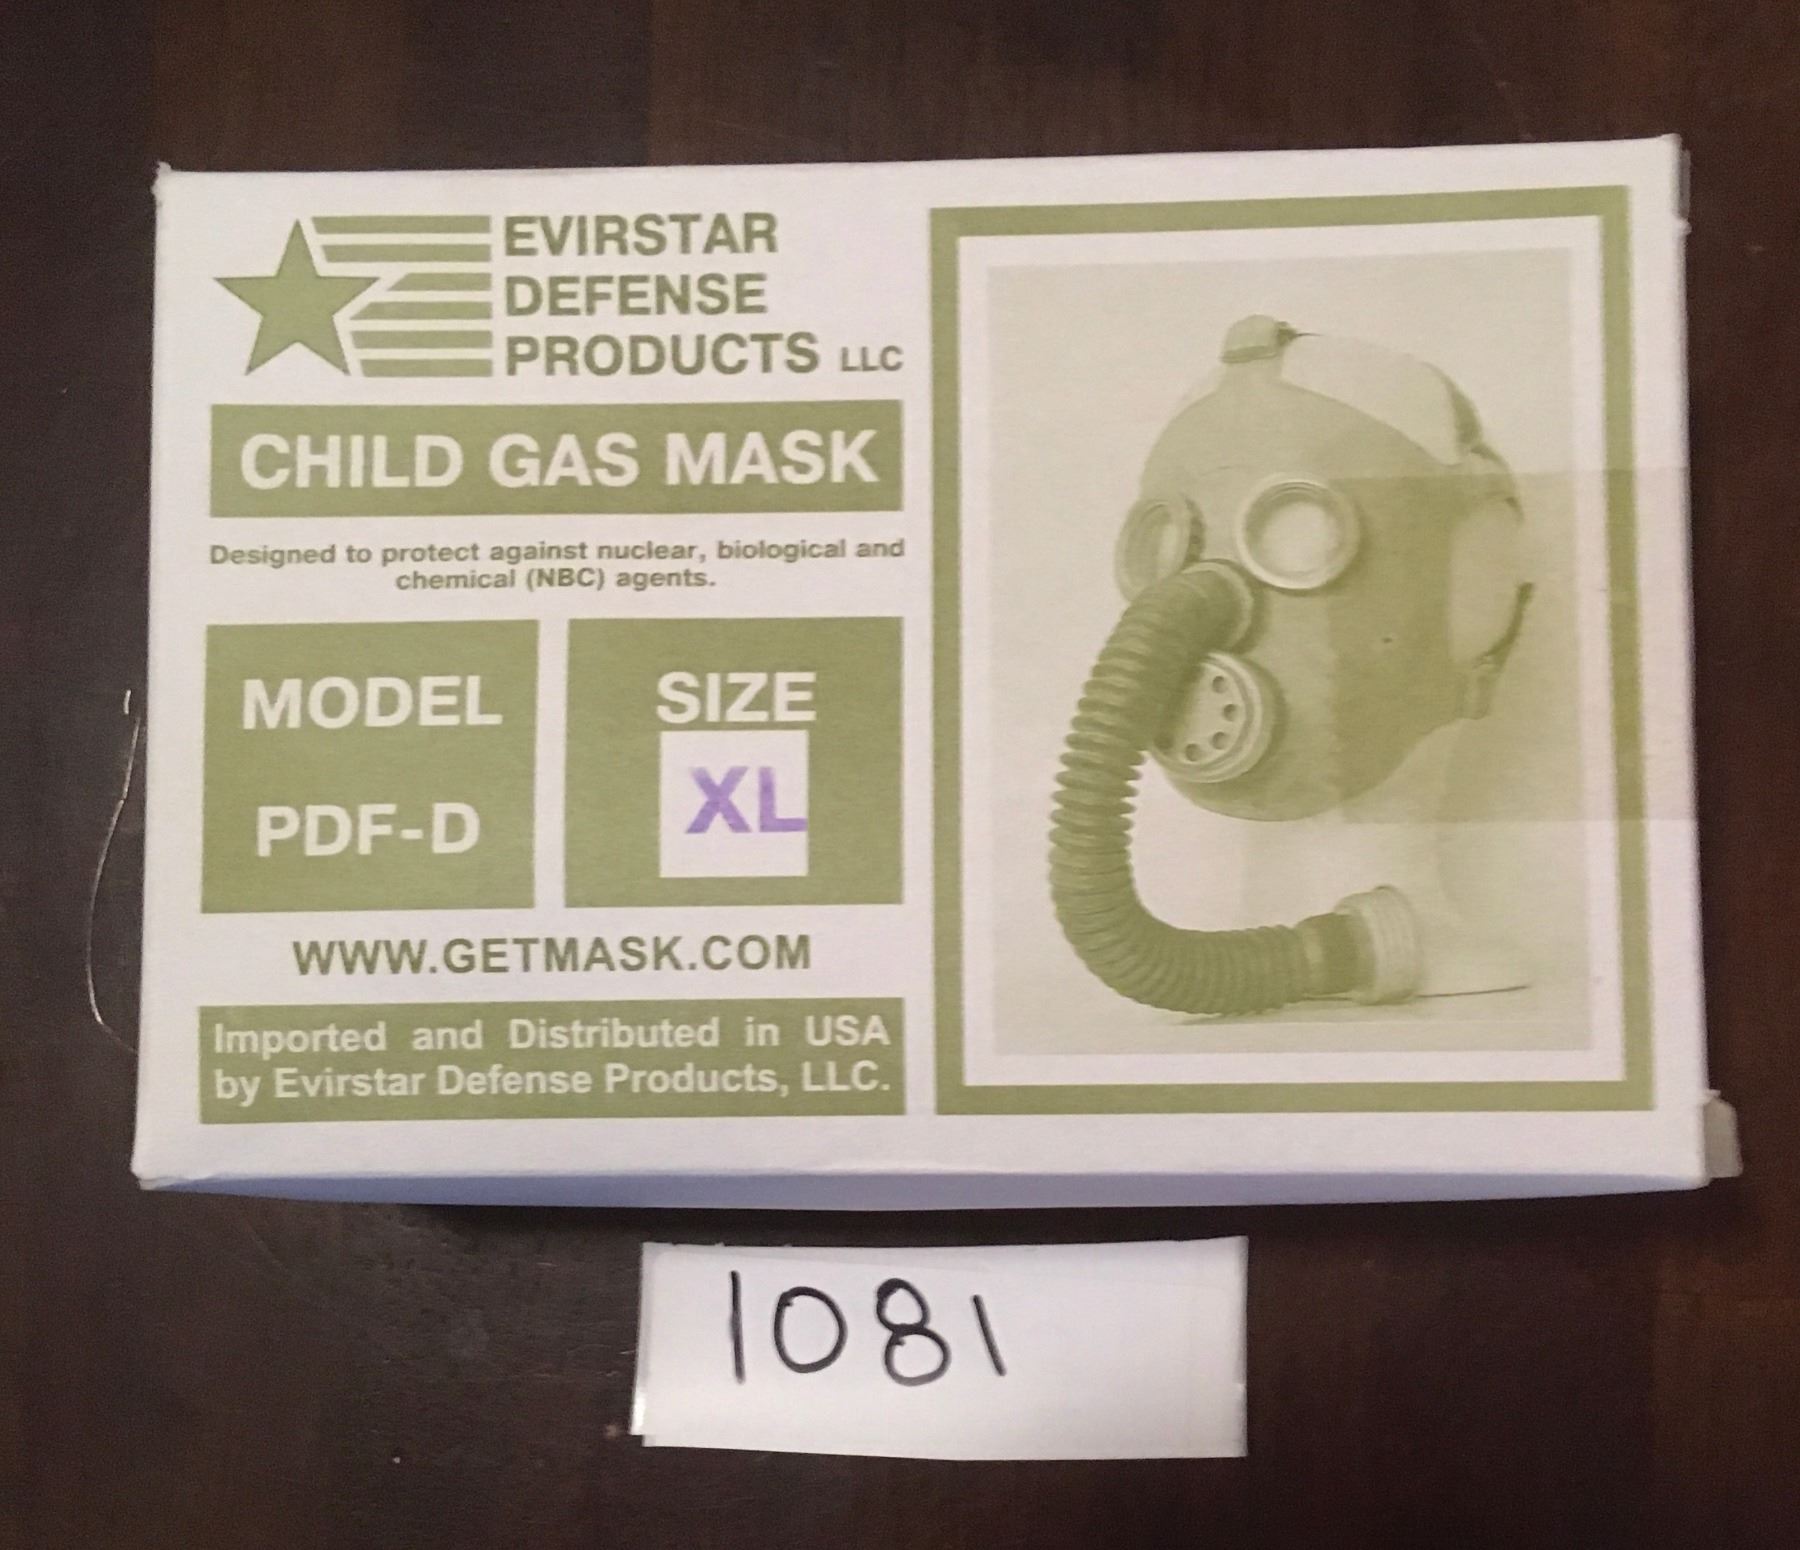 EVIRSTAR
DEFENSE
PRODUCTS LLC
CHILD GAS MASK
Designed to protect against nuclear, biological and
chemical (NBC) agents.
MODEL
PDF-D
SIZE
XL
WWW.GETMASK.COM
Imported and Distributed in USA
by Evirstar Defense Products, LLC.
1081